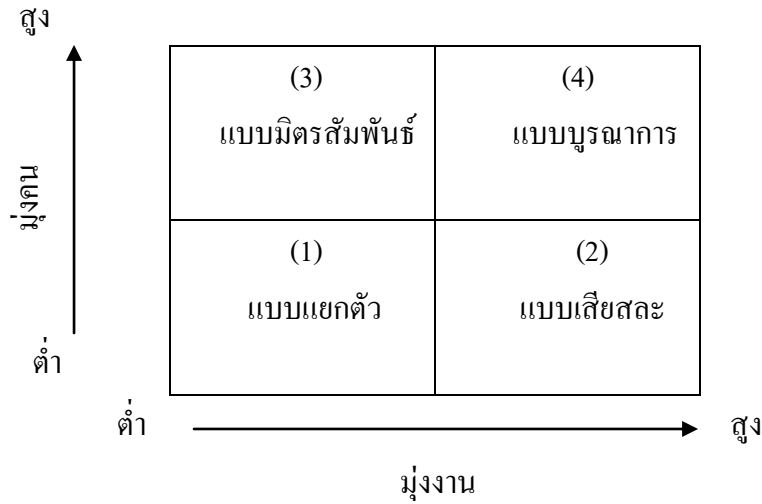 สูง
(3)
(4)
แบบมิตรสัมพันธ์
แบบบูรณาการ
มุ่งคน
(1)
(2)
แบบแยกตัว
แบบเสียสละ
ต่ำ
ต่ำ
สูง
มุ่งงาน